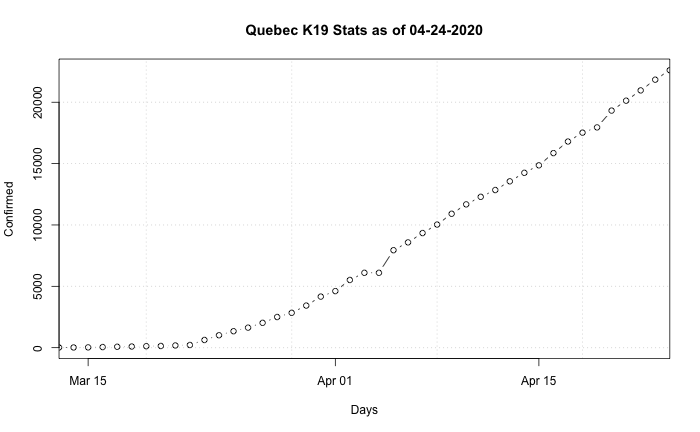 Quebec K19 Stats as of 04-24-2020
Confirmed
20000
15000
10000
5000
0
Mar 15 Apr 01 Apr 15
Days